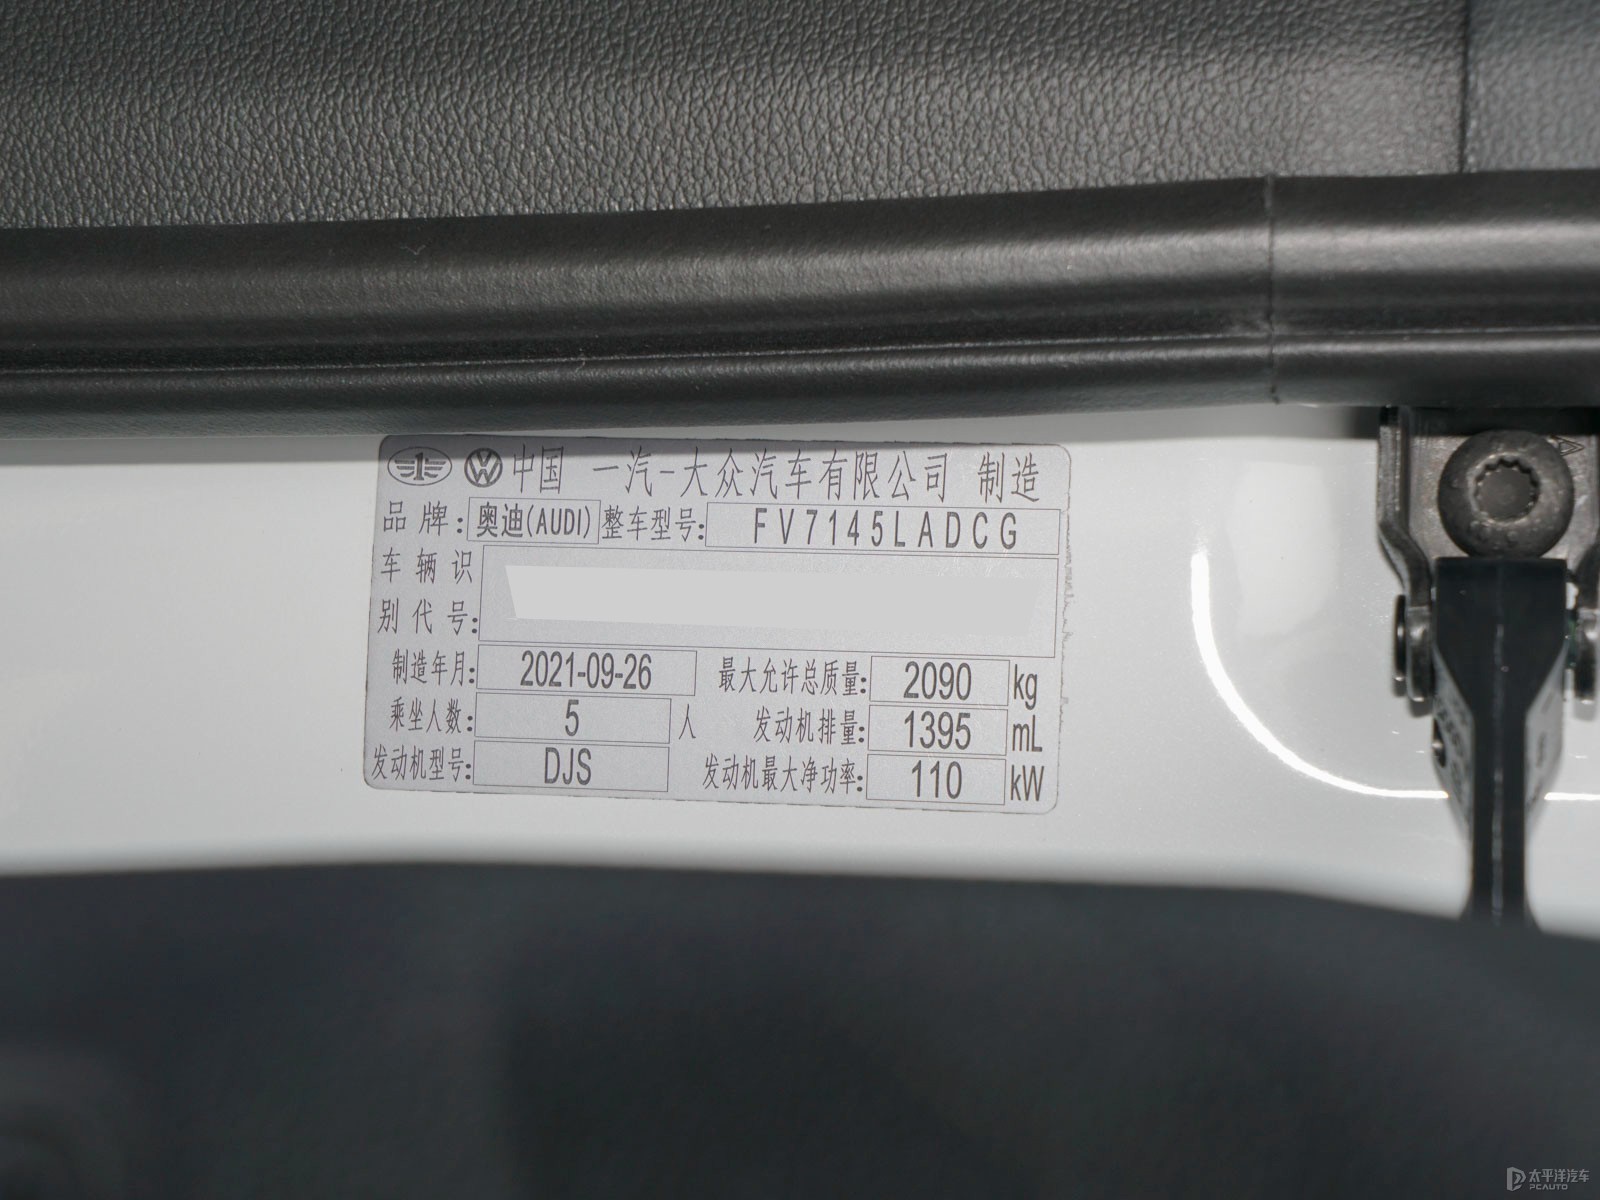 中国 一汽-大众汽车有限公司 制造
品牌: 奥迪(AUDI) 整车型号: FV7145LADCG
车辆识
别代号:
制造年月: 2021-09-26 最大允许总质量: 2090 kg
乘坐人数: 5 人 发动机排量: 1395 mL
发动机型号: DJS 发动机最大净功率: 110 kW
太平洋汽车
PCAUTO